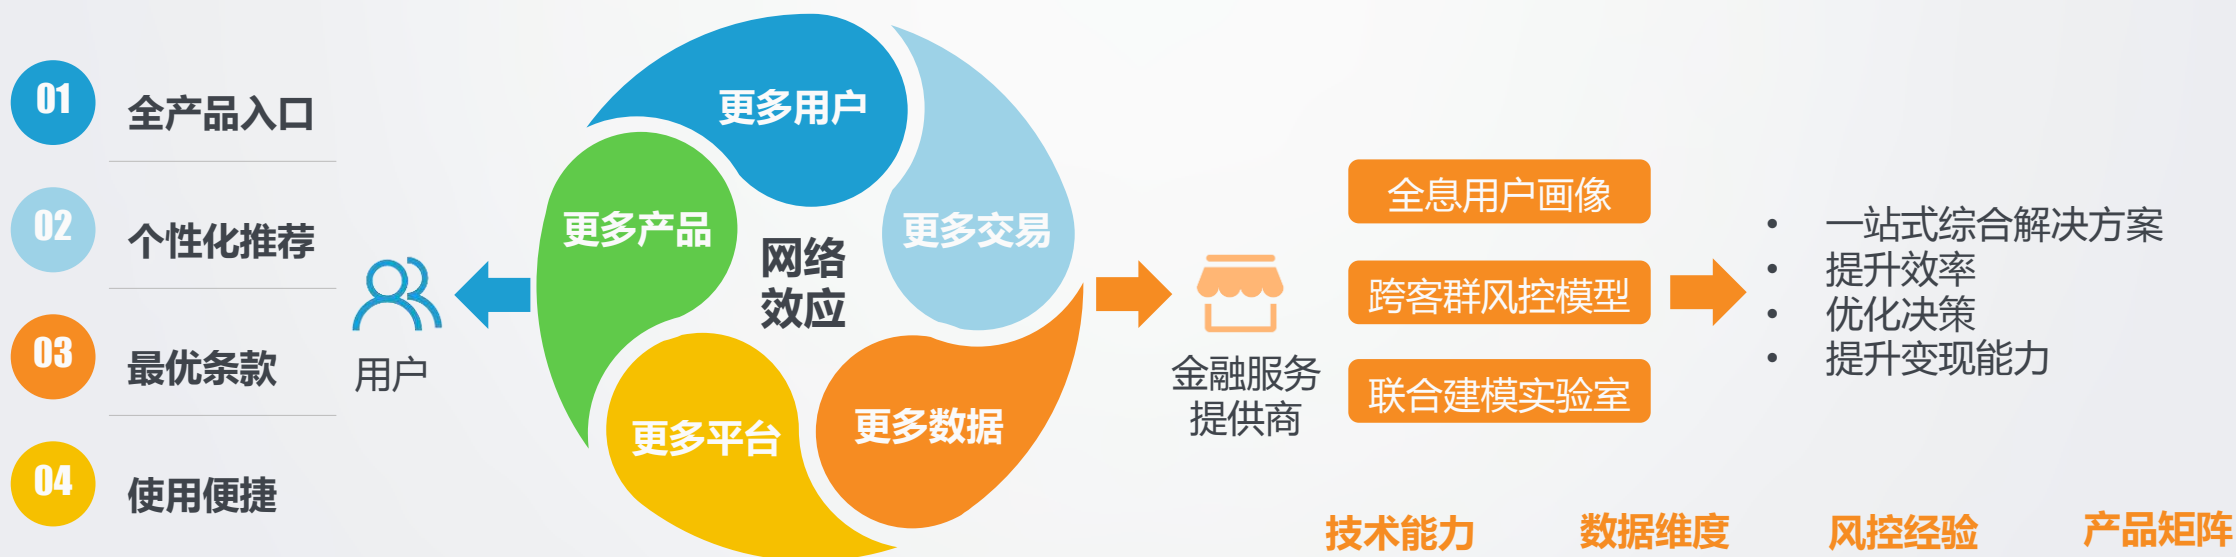 01
全产品入口
02
个性化推荐
03
最优条款
04
使用便捷
用户
更多用户
更多产品
更多交易
网络
效应
更多平台
更多数据
金融服务
提供商
全息用户画像
跨客群风控模型
联合建模实验室
• 一站式综合解决方案
• 提升效率
• 优化决策
• 提升变现能力
技术能力
数据维度
风控经验
产品矩阵